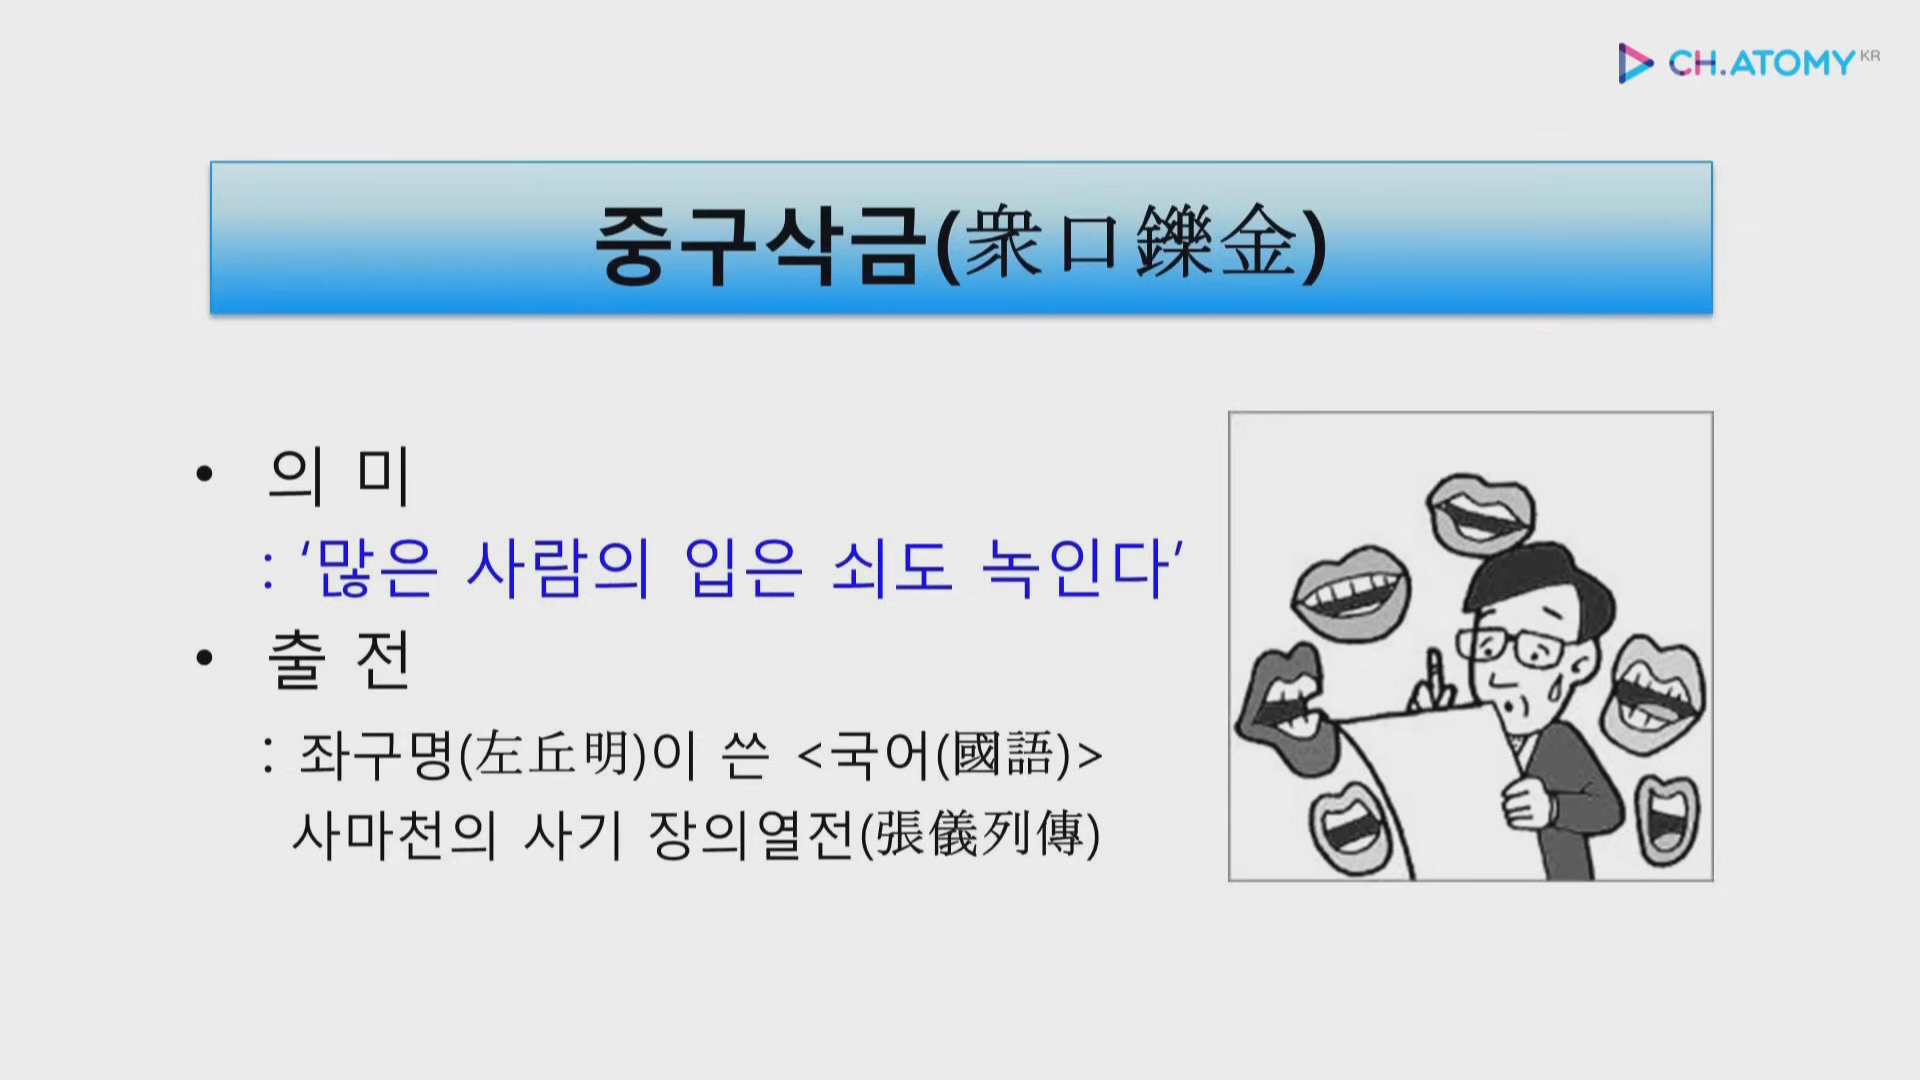 CH.ATOMY KR
중구삭금(衆口鑠金)
• 의 미
: ‘많은 사람의 입은 쇠도 녹인다’
• 출 전
: 좌구명(左丘明)이 쓴 <국어(國語)>
사마천의 사기 장의열전(張儀列傳)